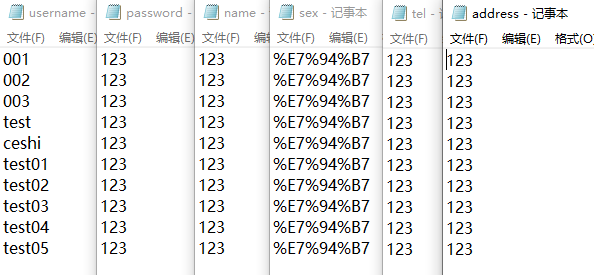 username - password - name - sex - 记事本 tel - address - 记事本
文件(F) 编辑( 文件(F) 文件(F) 文件(F) 编辑(E) 文件(F) 文件(F) 编辑(E) 格式(O)
001 123 123 %E7%94%B7 123 123
002 123 123 %E7%94%B7 123 123
003 123 123 %E7%94%B7 123 123
test 123 123 %E7%94%B7 123 123
ceshi 123 123 %E7%94%B7 123 123
test01 123 123 %E7%94%B7 123 123
test02 123 123 %E7%94%B7 123 123
test03 123 123 %E7%94%B7 123 123
test04 123 123 %E7%94%B7 123 123
test05 123 123 %E7%94%B7 123 123